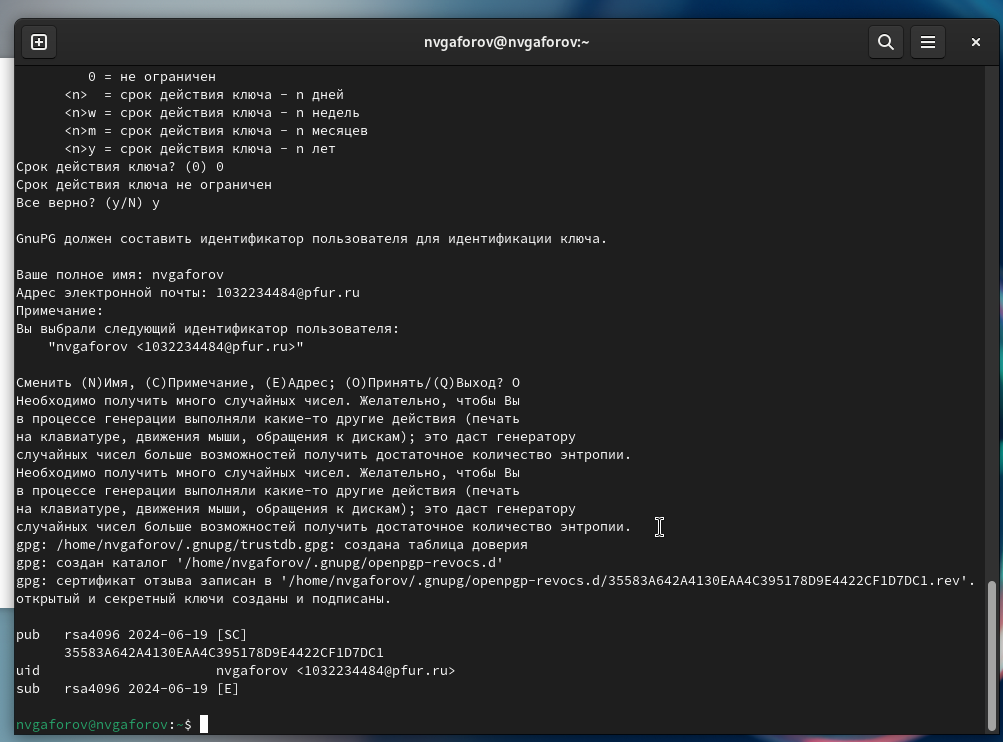 nvgaforov@nvgaforov:~
0 = не ограничен
<n>  = срок действия ключа - n дней
<n>w = срок действия ключа - n недель
<n>m = срок действия ключа - n месяцев
<n>y = срок действия ключа - n лет
Срок действия ключа? (0) 0
Срок действия ключа не ограничен
Все верно? (y/N) y
GnuPG должен составить идентификатор пользователя для идентификации ключа.
Ваше полное имя: nvgaforov
Адрес электронной почты: 1032234484@pfur.ru
Примечание:
Вы выбрали следующий идентификатор пользователя:
"nvgaforov <1032234484@pfur.ru>"
Сменить (N)Имя, (C)Примечание, (E)Адрес; (O)Принять/(Q)Выход? O
Необходимо получить много случайных чисел. Желательно, чтобы Вы
в процессе генерации выполняли какие-то другие действия (печать
на клавиатуре, движения мыши, обращения к дискам); это даст генератору
случайных чисел больше возможностей получить достаточное количество энтропии.
Необходимо получить много случайных чисел. Желательно, чтобы Вы
в процессе генерации выполняли какие-то другие действия (печать
на клавиатуре, движения мыши, обращения к дискам); это даст генератору
случайных чисел больше возможностей получить достаточное количество энтропии.
gpg: /home/nvgaforov/.gnupg/trustdb.gpg: создана таблица доверия
gpg: создан каталог '/home/nvgaforov/.gnupg/openpgp-revocs.d'
gpg: сертификат отзыва записан в '/home/nvgaforov/.gnupg/openpgp-revocs.d/35583A642A4130EAA4C395178D9E4422CF1D7DC1.rev'.
открытый и секретный ключи созданы и подписаны.
pub   rsa4096 2024-06-19 [SC]
35583A642A4130EAA4C395178D9E4422CF1D7DC1
uid                      nvgaforov <1032234484@pfur.ru>
sub   rsa4096 2024-06-19 [E]
nvgaforov@nvgaforov:~$